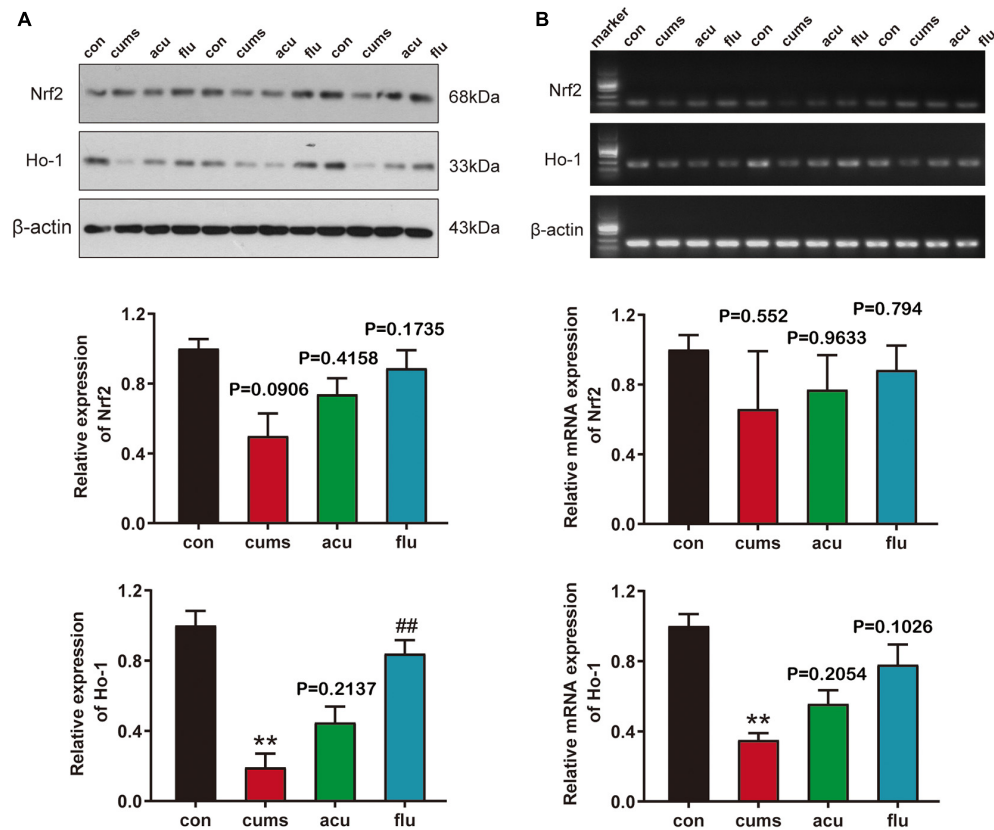 A
con cums acu flu con cums acu flu con cums acu flu
Nrf2 68kDa
Ho-1 33kDa
β-actin 43kDa
Relative expression
of Nrf2
1.2
0.8
0.4
0.0
P=0.0906
P=0.4158
P=0.1735
con cums acu flu
Relative expression
of Ho-1
1.2
0.8
0.4
0.0
**
P=0.2137
##
con cums acu flu
B
marker con cums acu flu con cums acu flu con cums acu flu
Nrf2
Ho-1
β-actin
Relative mRNA expression
of Nrf2
1.2
0.8
0.4
0.0
P=0.552
P=0.9633
P=0.794
con cums acu flu
Relative mRNA expression
of Ho-1
1.2
0.8
0.4
0.0
**
P=0.2054
P=0.1026
con cums acu flu